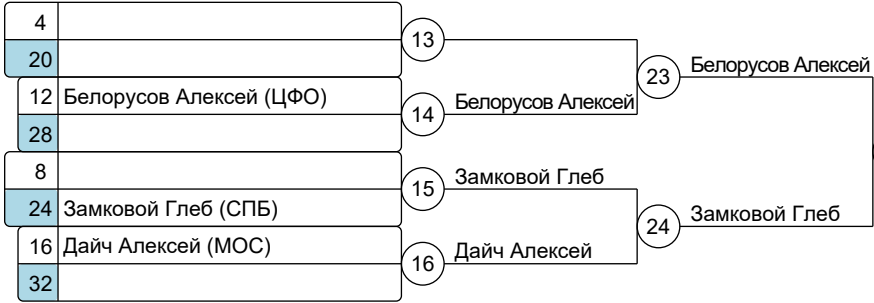 4
13
20
23
Белорусов Алексей
12 Белорусов Алексей (ЦФО)
14
Белорусов Алексей
28
8
15
Замковой Глеб
24 Замковой Глеб (СПБ)
24
Замковой Глеб
16 Дайч Алексей (МОС)
16
Дайч Алексей
32